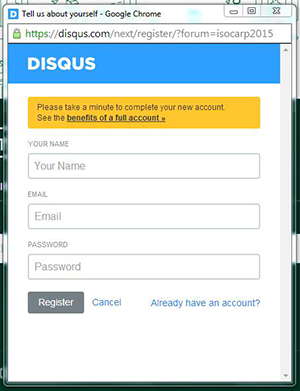 Tell us about yourself - Google Chrome
https://disqus.com/next/register/?forum=isocarp2015
DISQUS
Please take a minute to complete your new account.
See the benefits of a full account »
YOUR NAME
Your Name
EMAIL
Email
PASSWORD
Password
Register Cancel Already have an account?